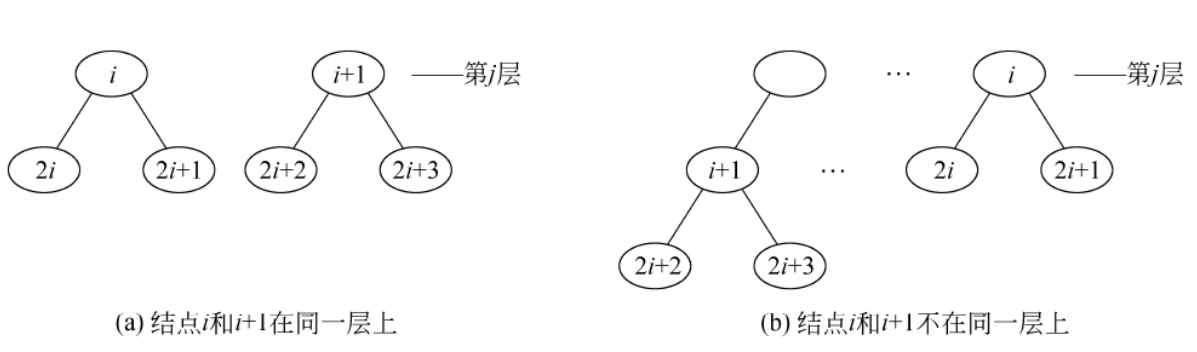 i i+1 ——第j层 ... i ——第j层
2i 2i+1 2i+2 2i+3 i+1 ... 2i 2i+1
2i+2 2i+3
(a) 结点i和i+1在同一层上 (b) 结点i和i+1不在同一层上